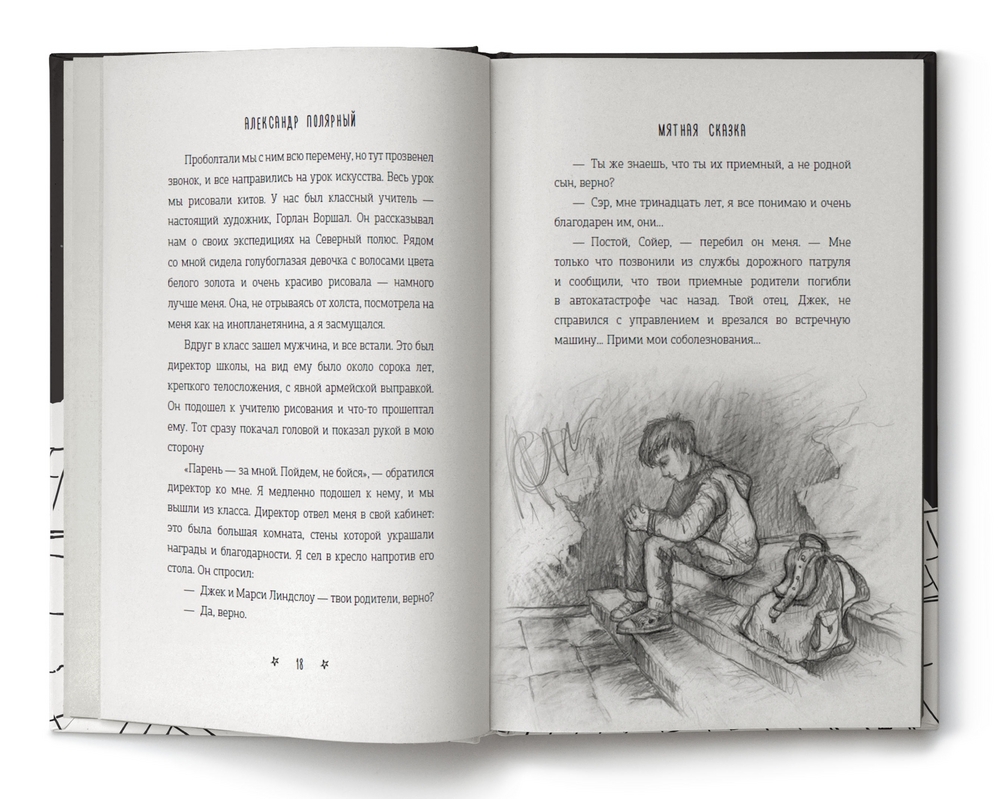 АЛЕКСАНДР ПОЛЯРНЫЙ
Проболтали мы с ним всю перемену, но тут прозвенел
звонок, и все направились на урок искусства. Весь урок
мы рисовали китов. У нас был классный учитель —
настоящий художник, Горлан Воршал. Он рассказывал
нам о своих экспедициях на Северный полюс. Рядом
со мной сидела голубоглазая девочка с волосами цвета
белого золота и очень красиво рисовала — намного
лучше меня. Она, не отрываясь от холста, посмотрела на
меня как на инопланетянина, а я засмущался.
Вдруг в класс зашел мужчина, и все встали. Это был
директор школы, на вид ему было около сорока лет,
крепкого телосложения, с явной армейской выправкой.
Он подошел к учителю рисования и что-то прошептал
ему. Тот сразу покачал головой и показал рукой в мою
сторону
«Парень — за мной. Пойдем, не бойся», — обратился
директор ко мне. Я медленно подошел к нему, и мы
вышли из класса. Директор отвел меня в свой кабинет:
это была большая комната, стены которой украшали
награды и благодарности. Я сел в кресло напротив его
стола. Он спросил:
— Джек и Марси Линдслоу — твои родители, верно?
— Да, верно.
18
МЯТНАЯ СКАЗКА
— Ты же знаешь, что ты их приемный, а не родной
сын, верно?
— Сэр, мне тринадцать лет, я все понимаю и очень
благодарен им, они...
— Постой, Сойер, — перебил он меня. — Мне
только что позвонили из службы дорожного патруля
и сообщили, что твои приемные родители погибли
в автокатастрофе час назад. Твой отец, Джек, не
справился с управлением и врезался во встречную
машину... Прими мои соболезнования...